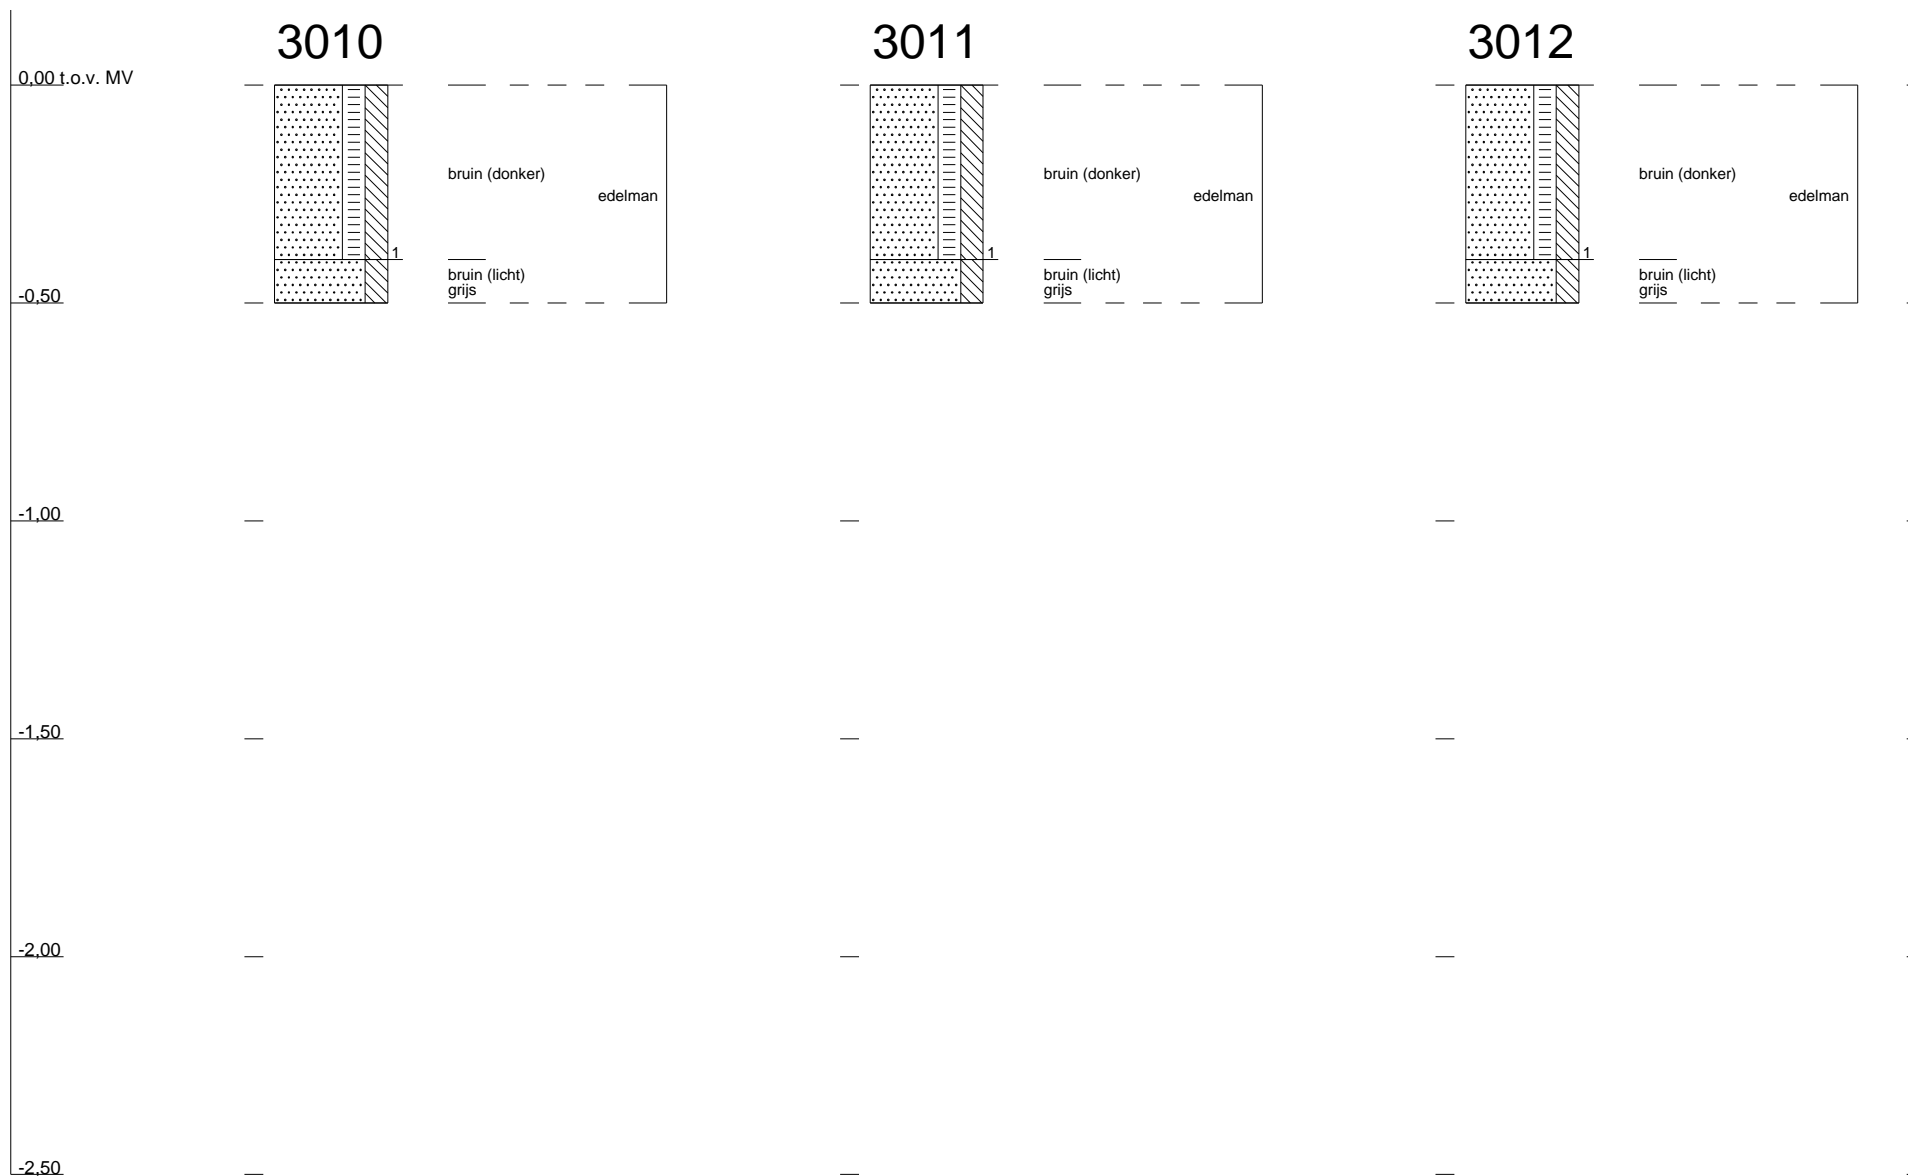 3010
3011
3012
0,00 t.o.v. MV
bruin (donker)
edelman
1
bruin (licht)
grijs
bruin (donker)
edelman
1
bruin (licht)
grijs
bruin (donker)
edelman
1
bruin (licht)
grijs
-0,50
-1,00
-1,50
-2,00
-2,50